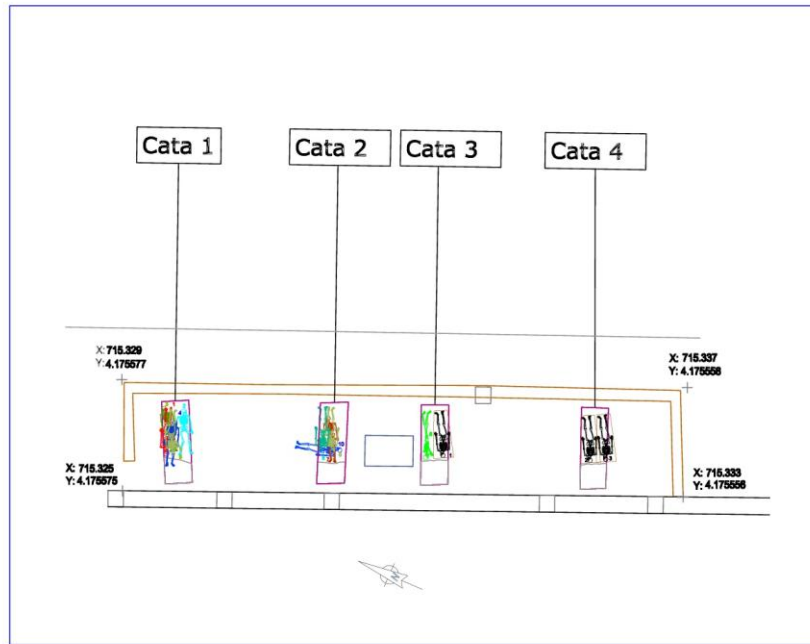 Cata 1
Cata 2
Cata 3
Cata 4
X: 715.329
Y: 4.175577
X: 715.337
Y: 4.175558
X: 715.325
Y: 4.175575
X: 715.333
Y: 4.175556
N